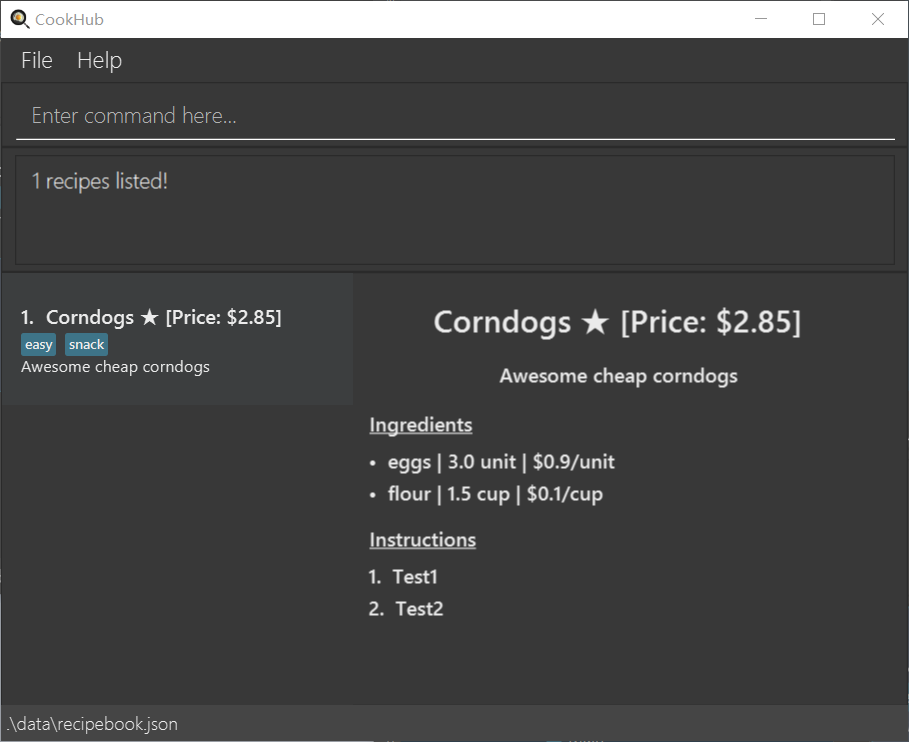 CookHub
File Help
Enter command here...
1 recipes listed!
1. Corndogs ★ [Price: $2.85]
easy snack
Awesome cheap corndogs
Corndogs ★ [Price: $2.85]
Awesome cheap corndogs
Ingredients
• eggs | 3.0 unit | $0.9/unit
• flour | 1.5 cup | $0.1/cup
Instructions
1. Test1
2. Test2
.\data\recipebook.json